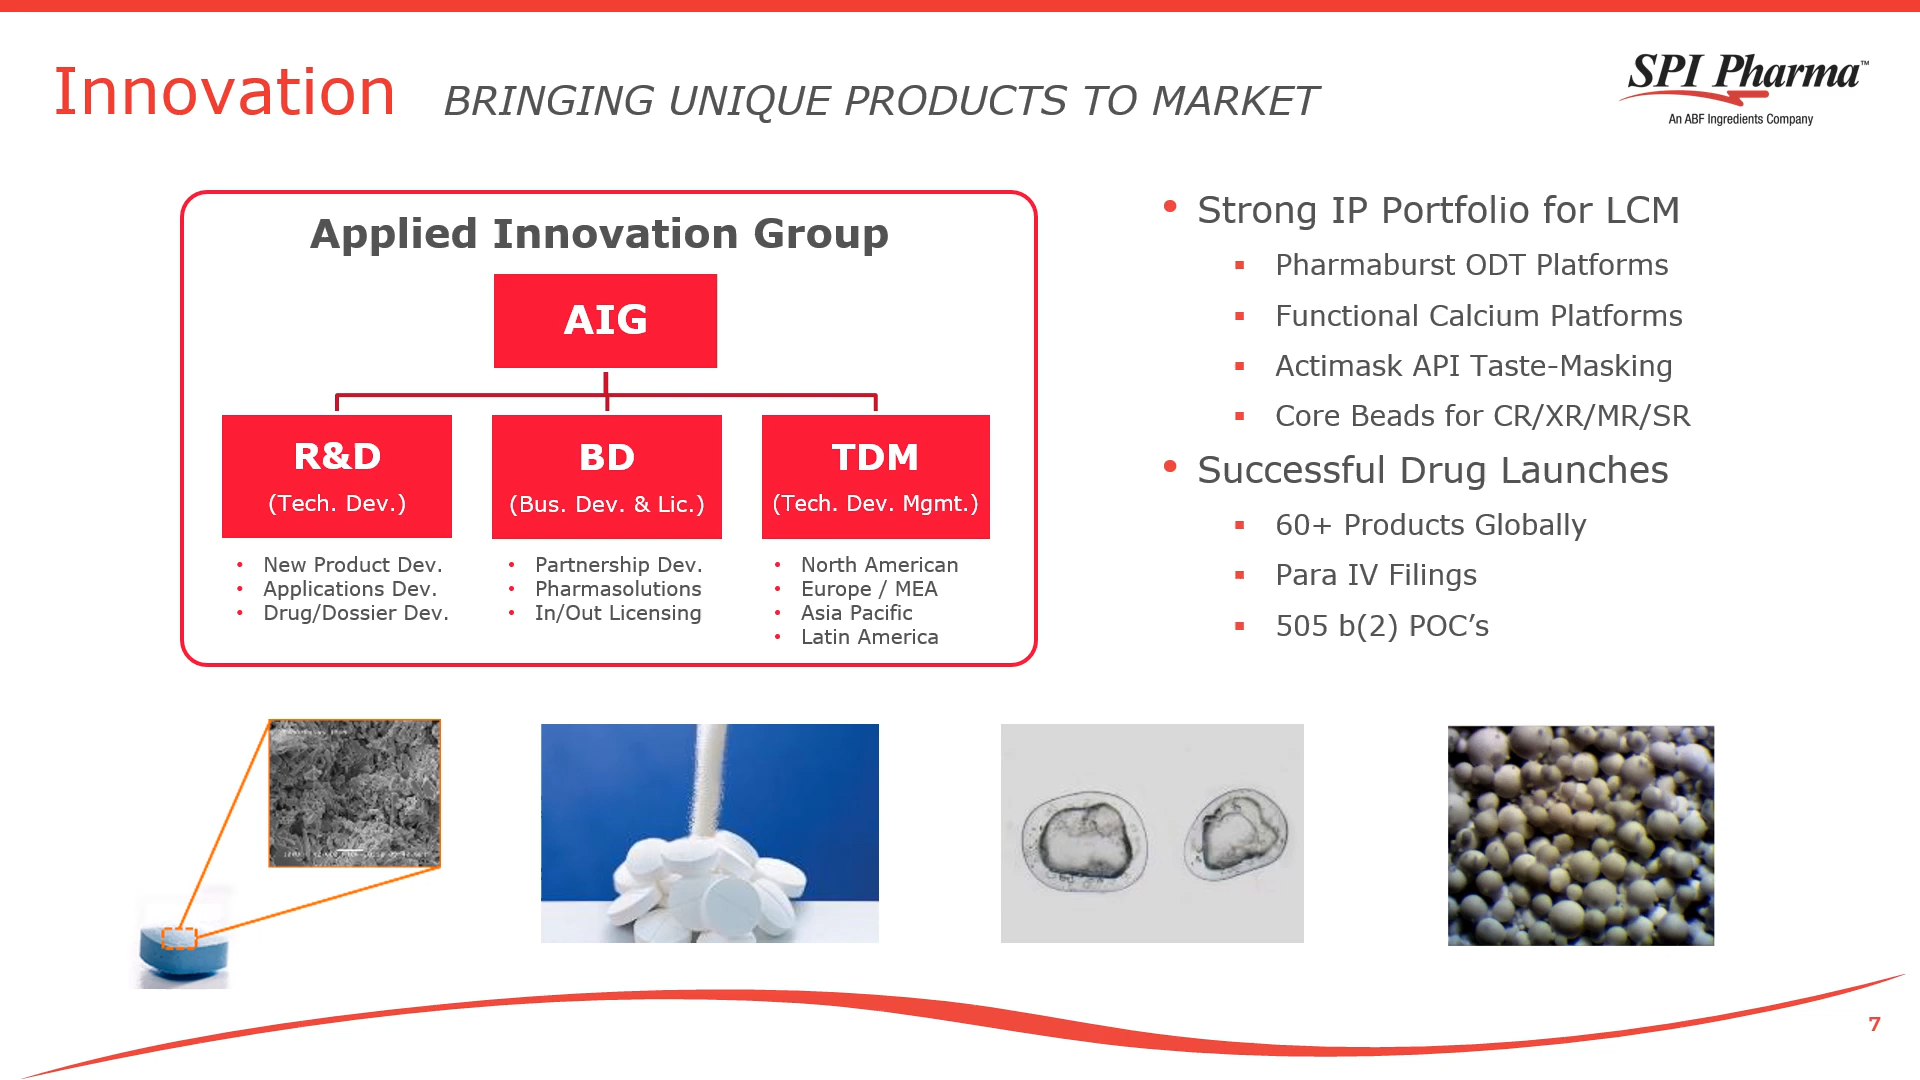 Innovation BRINGING UNIQUE PRODUCTS TO MARKET
SPI Pharma™
An ABF Ingredients Company
Applied Innovation Group
AIG
R&D
(Tech. Dev.)
• New Product Dev.
• Applications Dev.
• Drug/Dossier Dev.
BD
(Bus. Dev. & Lic.)
• Partnership Dev.
• Pharmasolutions
• In/Out Licensing
TDM
(Tech. Dev. Mgmt.)
• North American
• Europe / MEA
• Asia Pacific
• Latin America
• Strong IP Portfolio for LCM
▪ Pharmaburst ODT Platforms
▪ Functional Calcium Platforms
▪ Actimask API Taste-Masking
▪ Core Beads for CR/XR/MR/SR
• Successful Drug Launches
▪ 60+ Products Globally
▪ Para IV Filings
▪ 505 b(2) POC’s
7